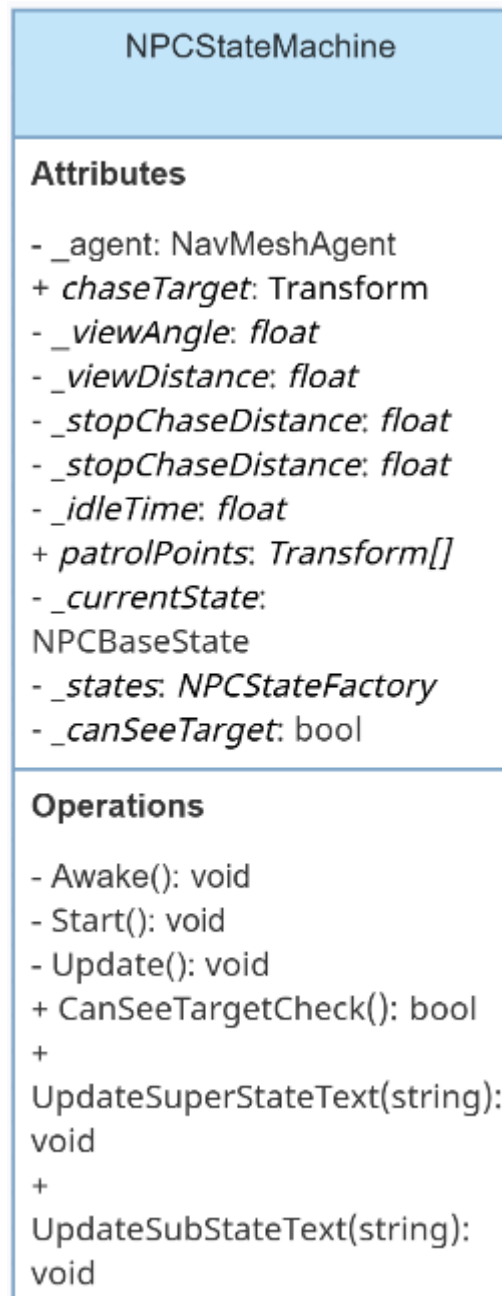 NPCStateMachine
Attributes
- _agent: NavMeshAgent
+ chaseTarget: Transform
- _viewAngle: float
- _viewDistance: float
- _stopChaseDistance: float
- _stopChaseDistance: float
- _idleTime: float
+ patrolPoints: Transform[]
- _currentState:
NPCBaseState
- _states: NPCStateFactory
- _canSeeTarget: bool
Operations
- Awake(): void
- Start(): void
- Update(): void
+ CanSeeTargetCheck(): bool
+
UpdateSuperStateText(string):
void
+
UpdateSubStateText(string):
void